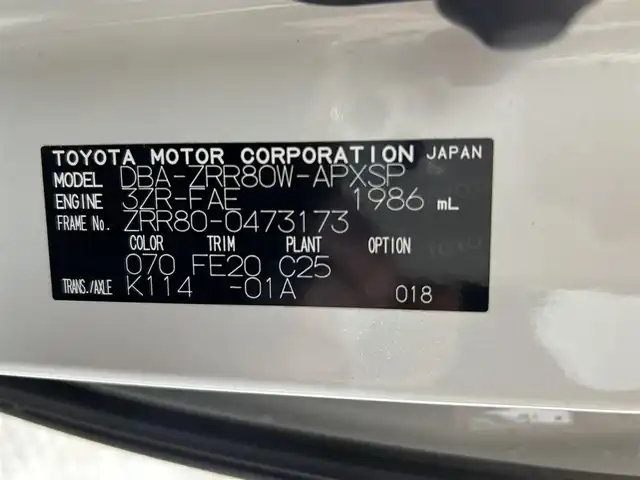 TOYOTA MOTOR CORPORATION JAPAN
MODEL DBA-ZRR80W-APXSP
ENGINE 3ZR-FAE 1986 mL
FRAME No. ZRR80-0473173
COLOR TRIM PLANT OPTION
070 FE20 C25
TRANS./AXLE K114 -01A 018